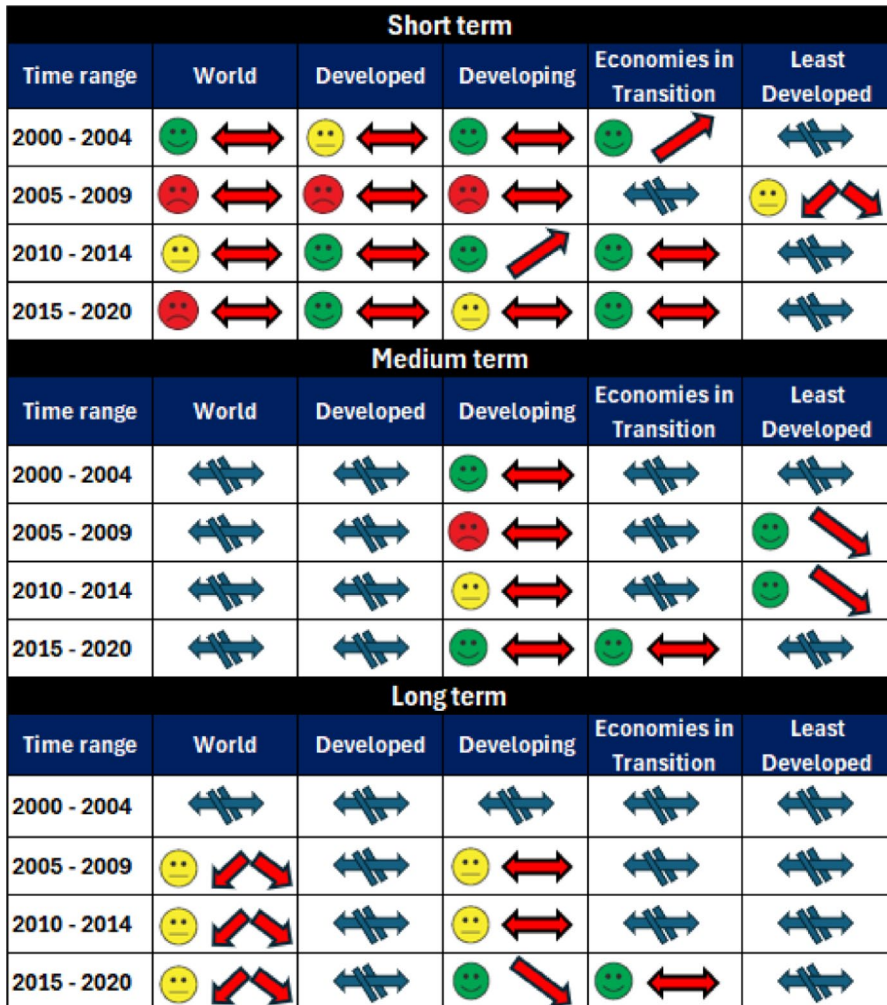 Short term
Time range World Developed Developing Economies in Transition Least Developed
2000 - 2004
2005 - 2009
2010 - 2014
2015 - 2020
Medium term
Time range World Developed Developing Economies in Transition Least Developed
2000 - 2004
2005 - 2009
2010 - 2014
2015 - 2020
Long term
Time range World Developed Developing Economies in Transition Least Developed
2000 - 2004
2005 - 2009
2010 - 2014
2015 - 2020